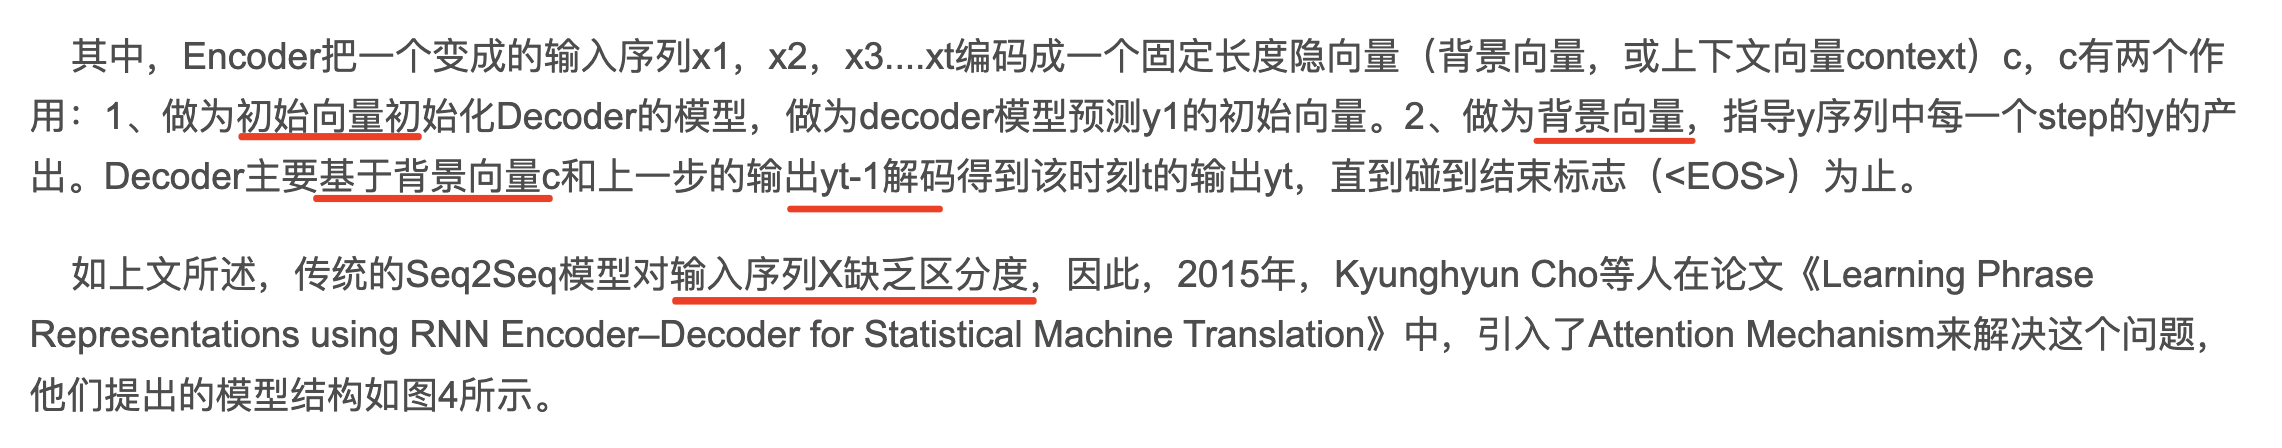 其中，Encoder把一个变成的输入序列x1，x2，x3....xt编码成一个固定长度隐向量（背景向量，或上下文向量context）c，c有两个作
用：1、做为初始向量初始化Decoder的模型，做为decoder模型预测y1的初始向量。2、做为背景向量，指导y序列中每一个step的y的产
出。Decoder主要基于背景向量c和上一步的输出yt-1解码得到该时刻t的输出yt，直到碰到结束标志（<EOS>）为止。
如上文所述，传统的Seq2Seq模型对输入序列X缺乏区分度，因此，2015年，Kyunghyun Cho等人在论文《Learning Phrase
Representations using RNN Encoder–Decoder for Statistical Machine Translation》中，引入了Attention Mechanism来解决这个问题，
他们提出的模型结构如图4所示。